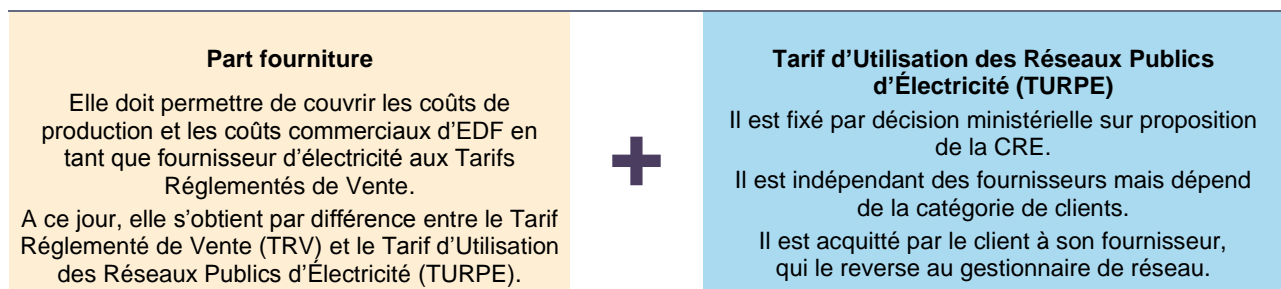 Part fourniture
Elle doit permettre de couvrir les coûts de
production et les coûts commerciaux d’EDF en
tant que fournisseur d’électricité aux Tarifs
Réglementés de Vente.
A ce jour, elle s’obtient par différence entre le Tarif
Réglementé de Vente (TRV) et le Tarif d’Utilisation
des Réseaux Publics d’Électricité (TURPE).
+
Tarif d’Utilisation des Réseaux Publics
d’Électricité (TURPE)
Il est fixé par décision ministérielle sur proposition
de la CRE.
Il est indépendant des fournisseurs mais dépend
de la catégorie de clients.
Il est acquitté par le client à son fournisseur,
qui le reverse au gestionnaire de réseau.